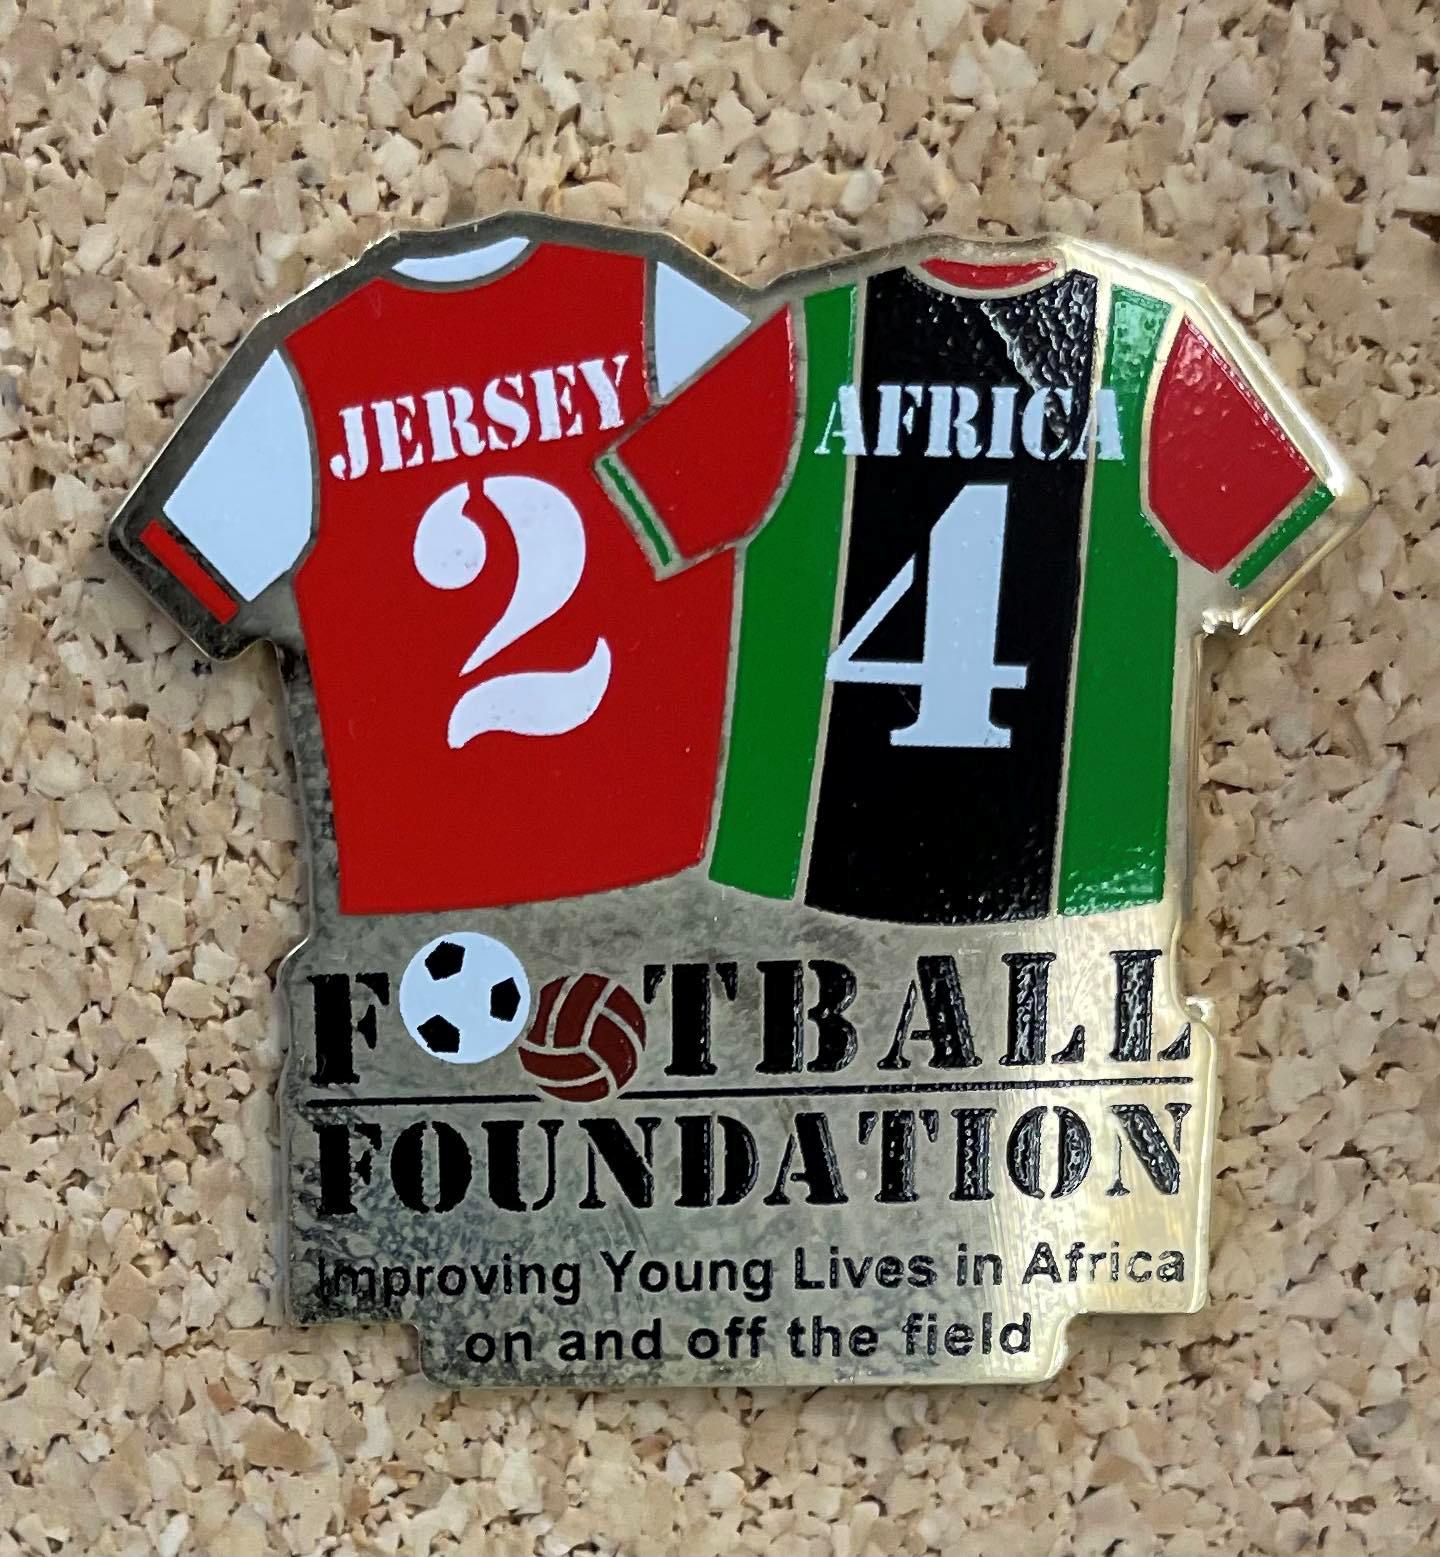 JERSEY
2
AFRICA
4
FOOTBALL
FOUNDATION
Improving Young Lives in Africa
on and off the field